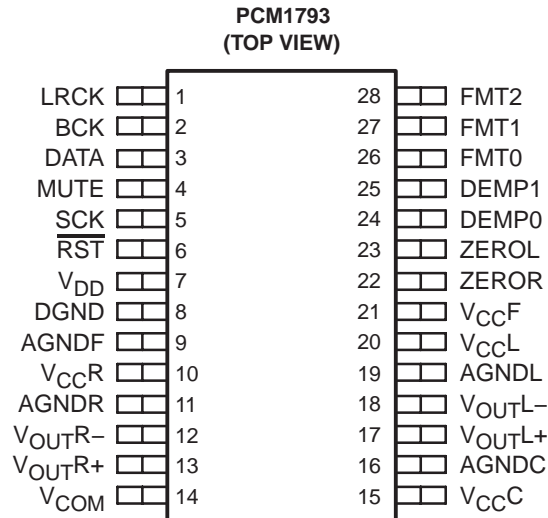 PCM1793
(TOP VIEW)
LRCK 1 28 FMT2
BCK 2 27 FMT1
DATA 3 26 FMT0
MUTE 4 25 DEMP1
SCK 5 24 DEMP0
R̅S̅T̅ 6 23 ZEROL
VDD 7 22 ZEROR
DGND 8 21 VCCF
AGNDF 9 20 VCCL
VCCR 10 19 AGNDL
AGNDR 11 18 VOUTL–
VOUTR– 12 17 VOUTL+
VOUTR+ 13 16 AGNDC
VCOM 14 15 VCCC